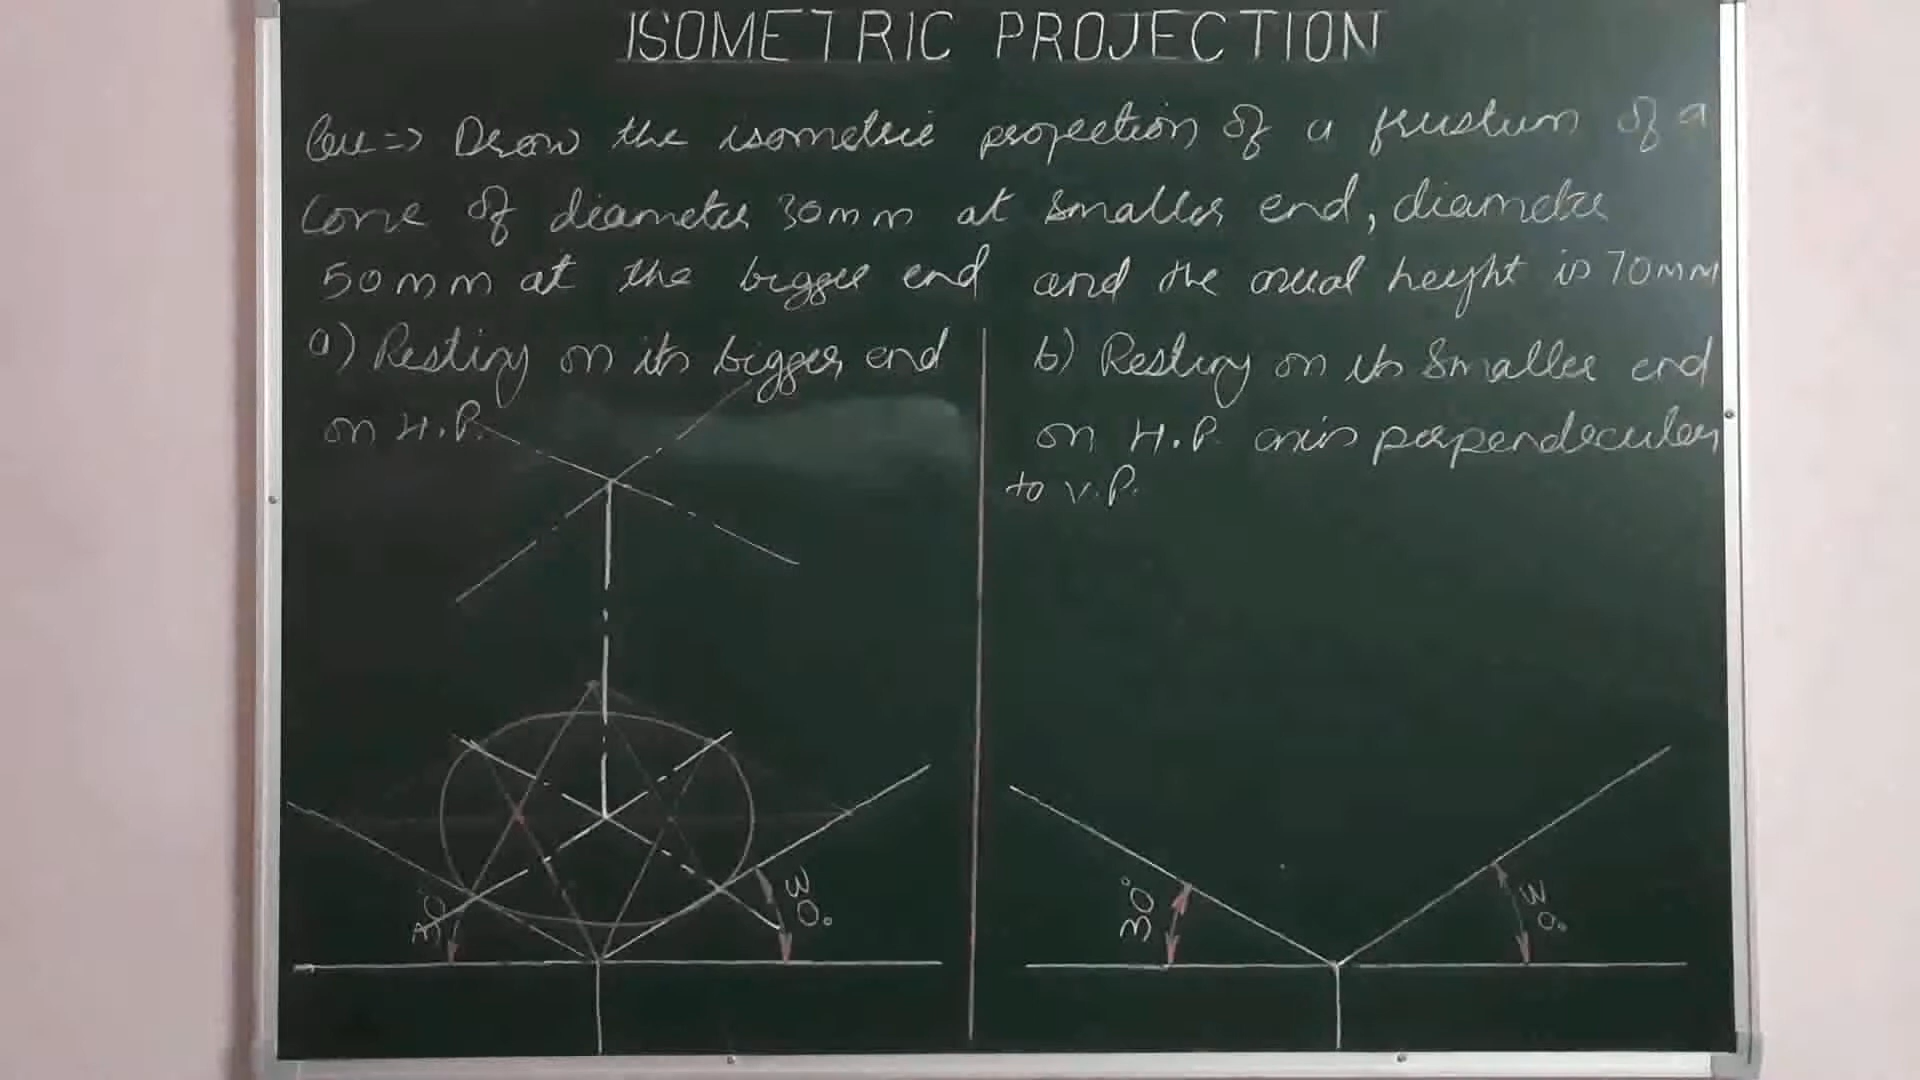 ISOMETRIC PROJECTION
Que=> Draw the isometric projection of a frustum of a
cone of diameter 30mm at smaller end, diameter
50mm at the bigger end and the axial height is 70mm
a) Resting on its bigger end
on H.P.
b) Resting on its smaller end
on H.P. axis perpendicular
to V.P.
30°
30°
30°
30°